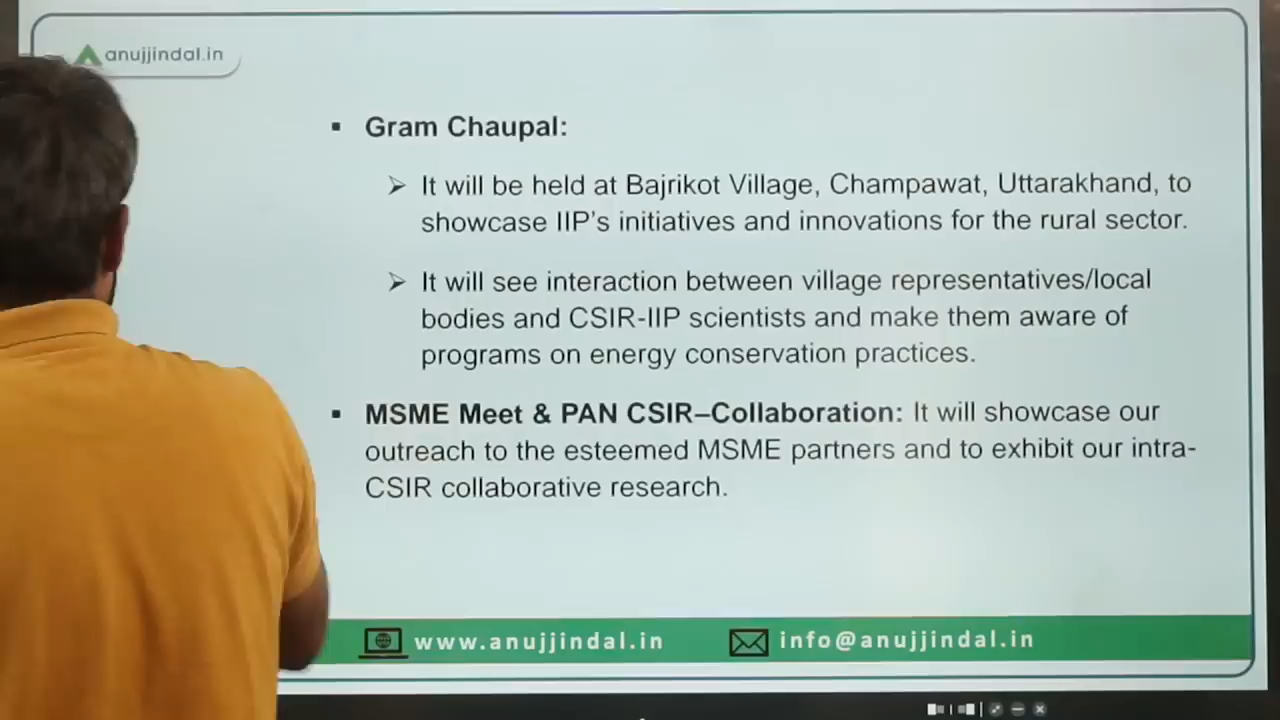 anujjindal.in
▪ Gram Chaupal:
➢ It will be held at Bajrikot Village, Champawat, Uttarakhand, to
showcase IIP's initiatives and innovations for the rural sector.
➢ It will see interaction between village representatives/local
bodies and CSIR-IIP scientists and make them aware of
programs on energy conservation practices.
▪ MSME Meet & PAN CSIR–Collaboration: It will showcase our
outreach to the esteemed MSME partners and to exhibit our intra-
CSIR collaborative research.
www.anujjindal.in info@anujjindal.in